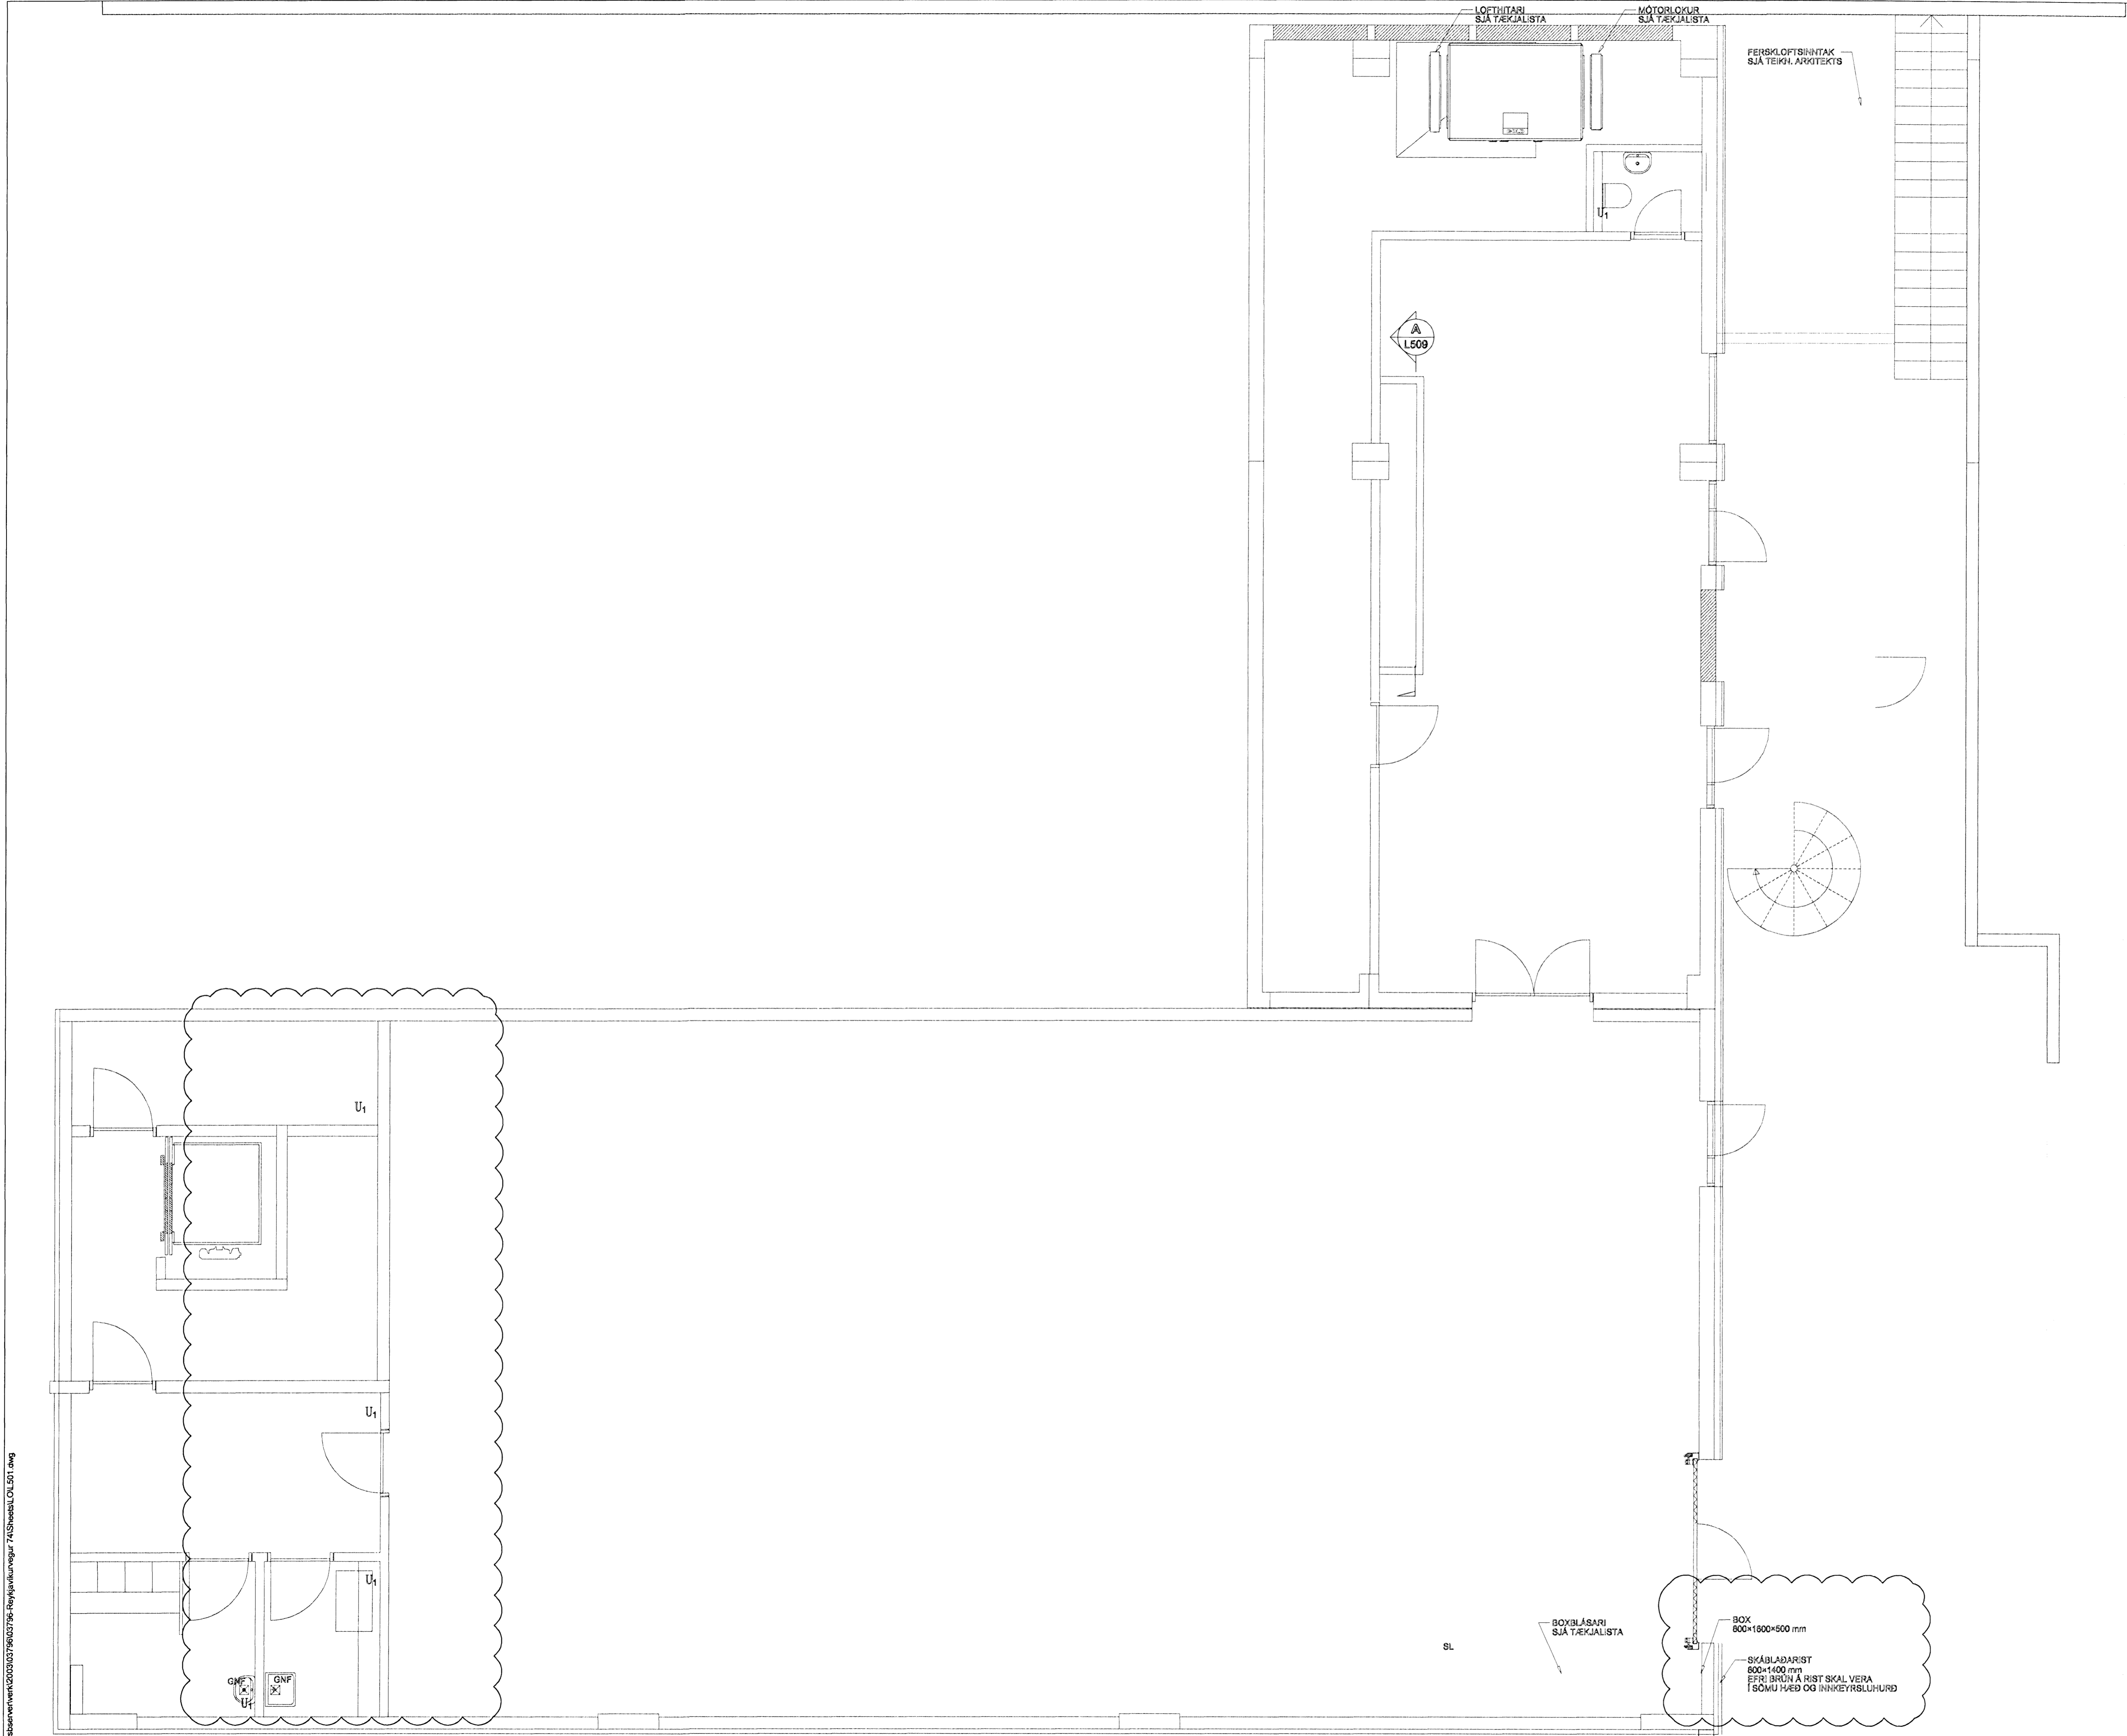 LOFTHITARI
SJÁ TÆKJALISTA
MÓTORLOKUR
SJÁ TÆKJALISTA
FERSKLOFTSINNTAK
SJÁ TEIKN. ARKITEKTS
U1
A
L509
U1
U1
U1
GNF
GNF
U1
SL
BOXBLÁSARI
SJÁ TÆKJALISTA
BOX
800×1600×500 mm
SKÁBLAÐARIST
800×1400 mm
EFRI BRÚN Á RIST SKAL VERA
Í SÖMU HÆÐ OG INNKEYRSLUHURÐ